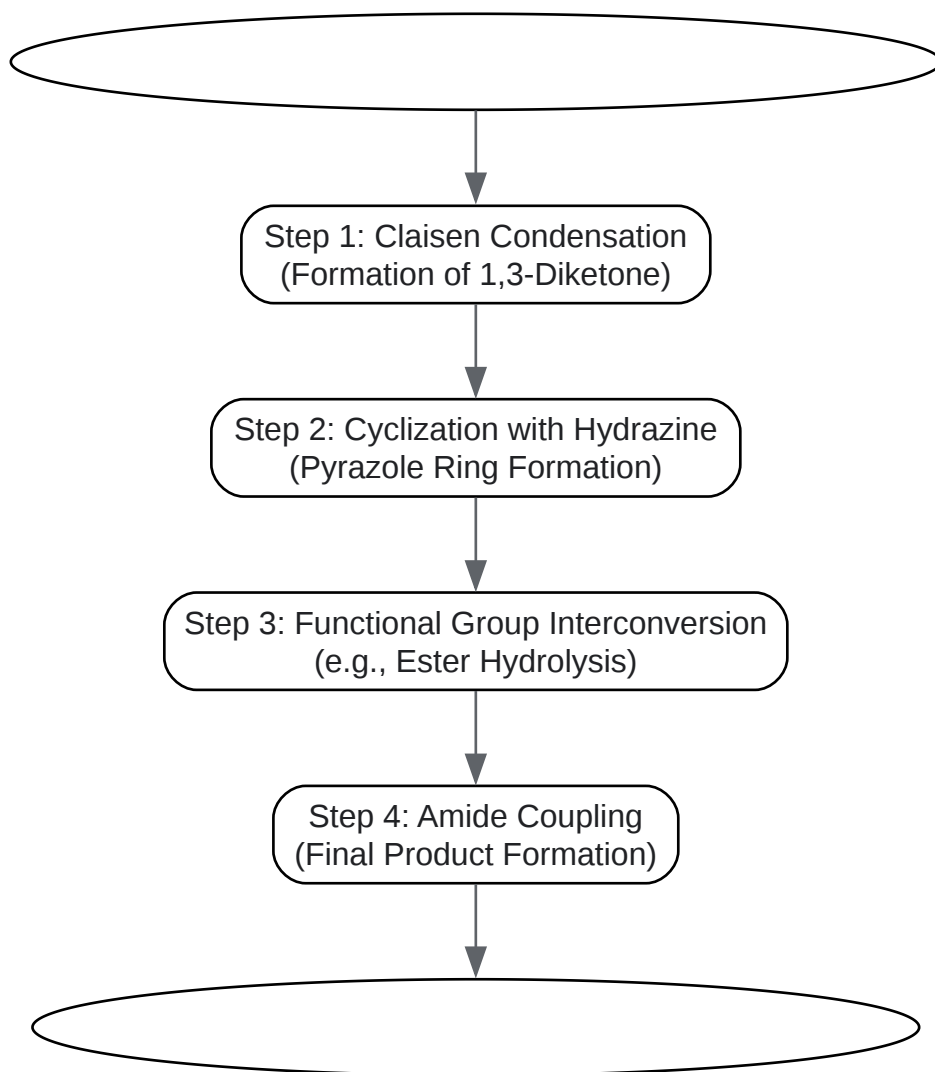 Step 1: Claisen Condensation
(Formation of 1,3-Diketone)
Step 2: Cyclization with Hydrazine
(Pyrazole Ring Formation)
Step 3: Functional Group Interconversion
(e.g., Ester Hydrolysis)
Step 4: Amide Coupling
(Final Product Formation)